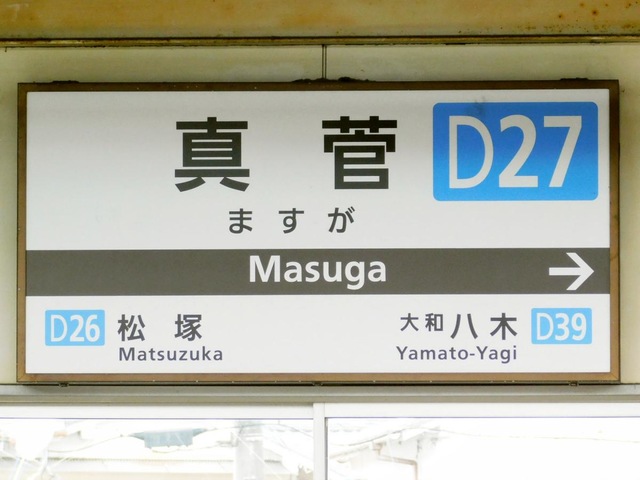 真菅 D27
ますが
Masuga
D26 松塚 大和八木 D39
Matsuzuka Yamato-Yagi